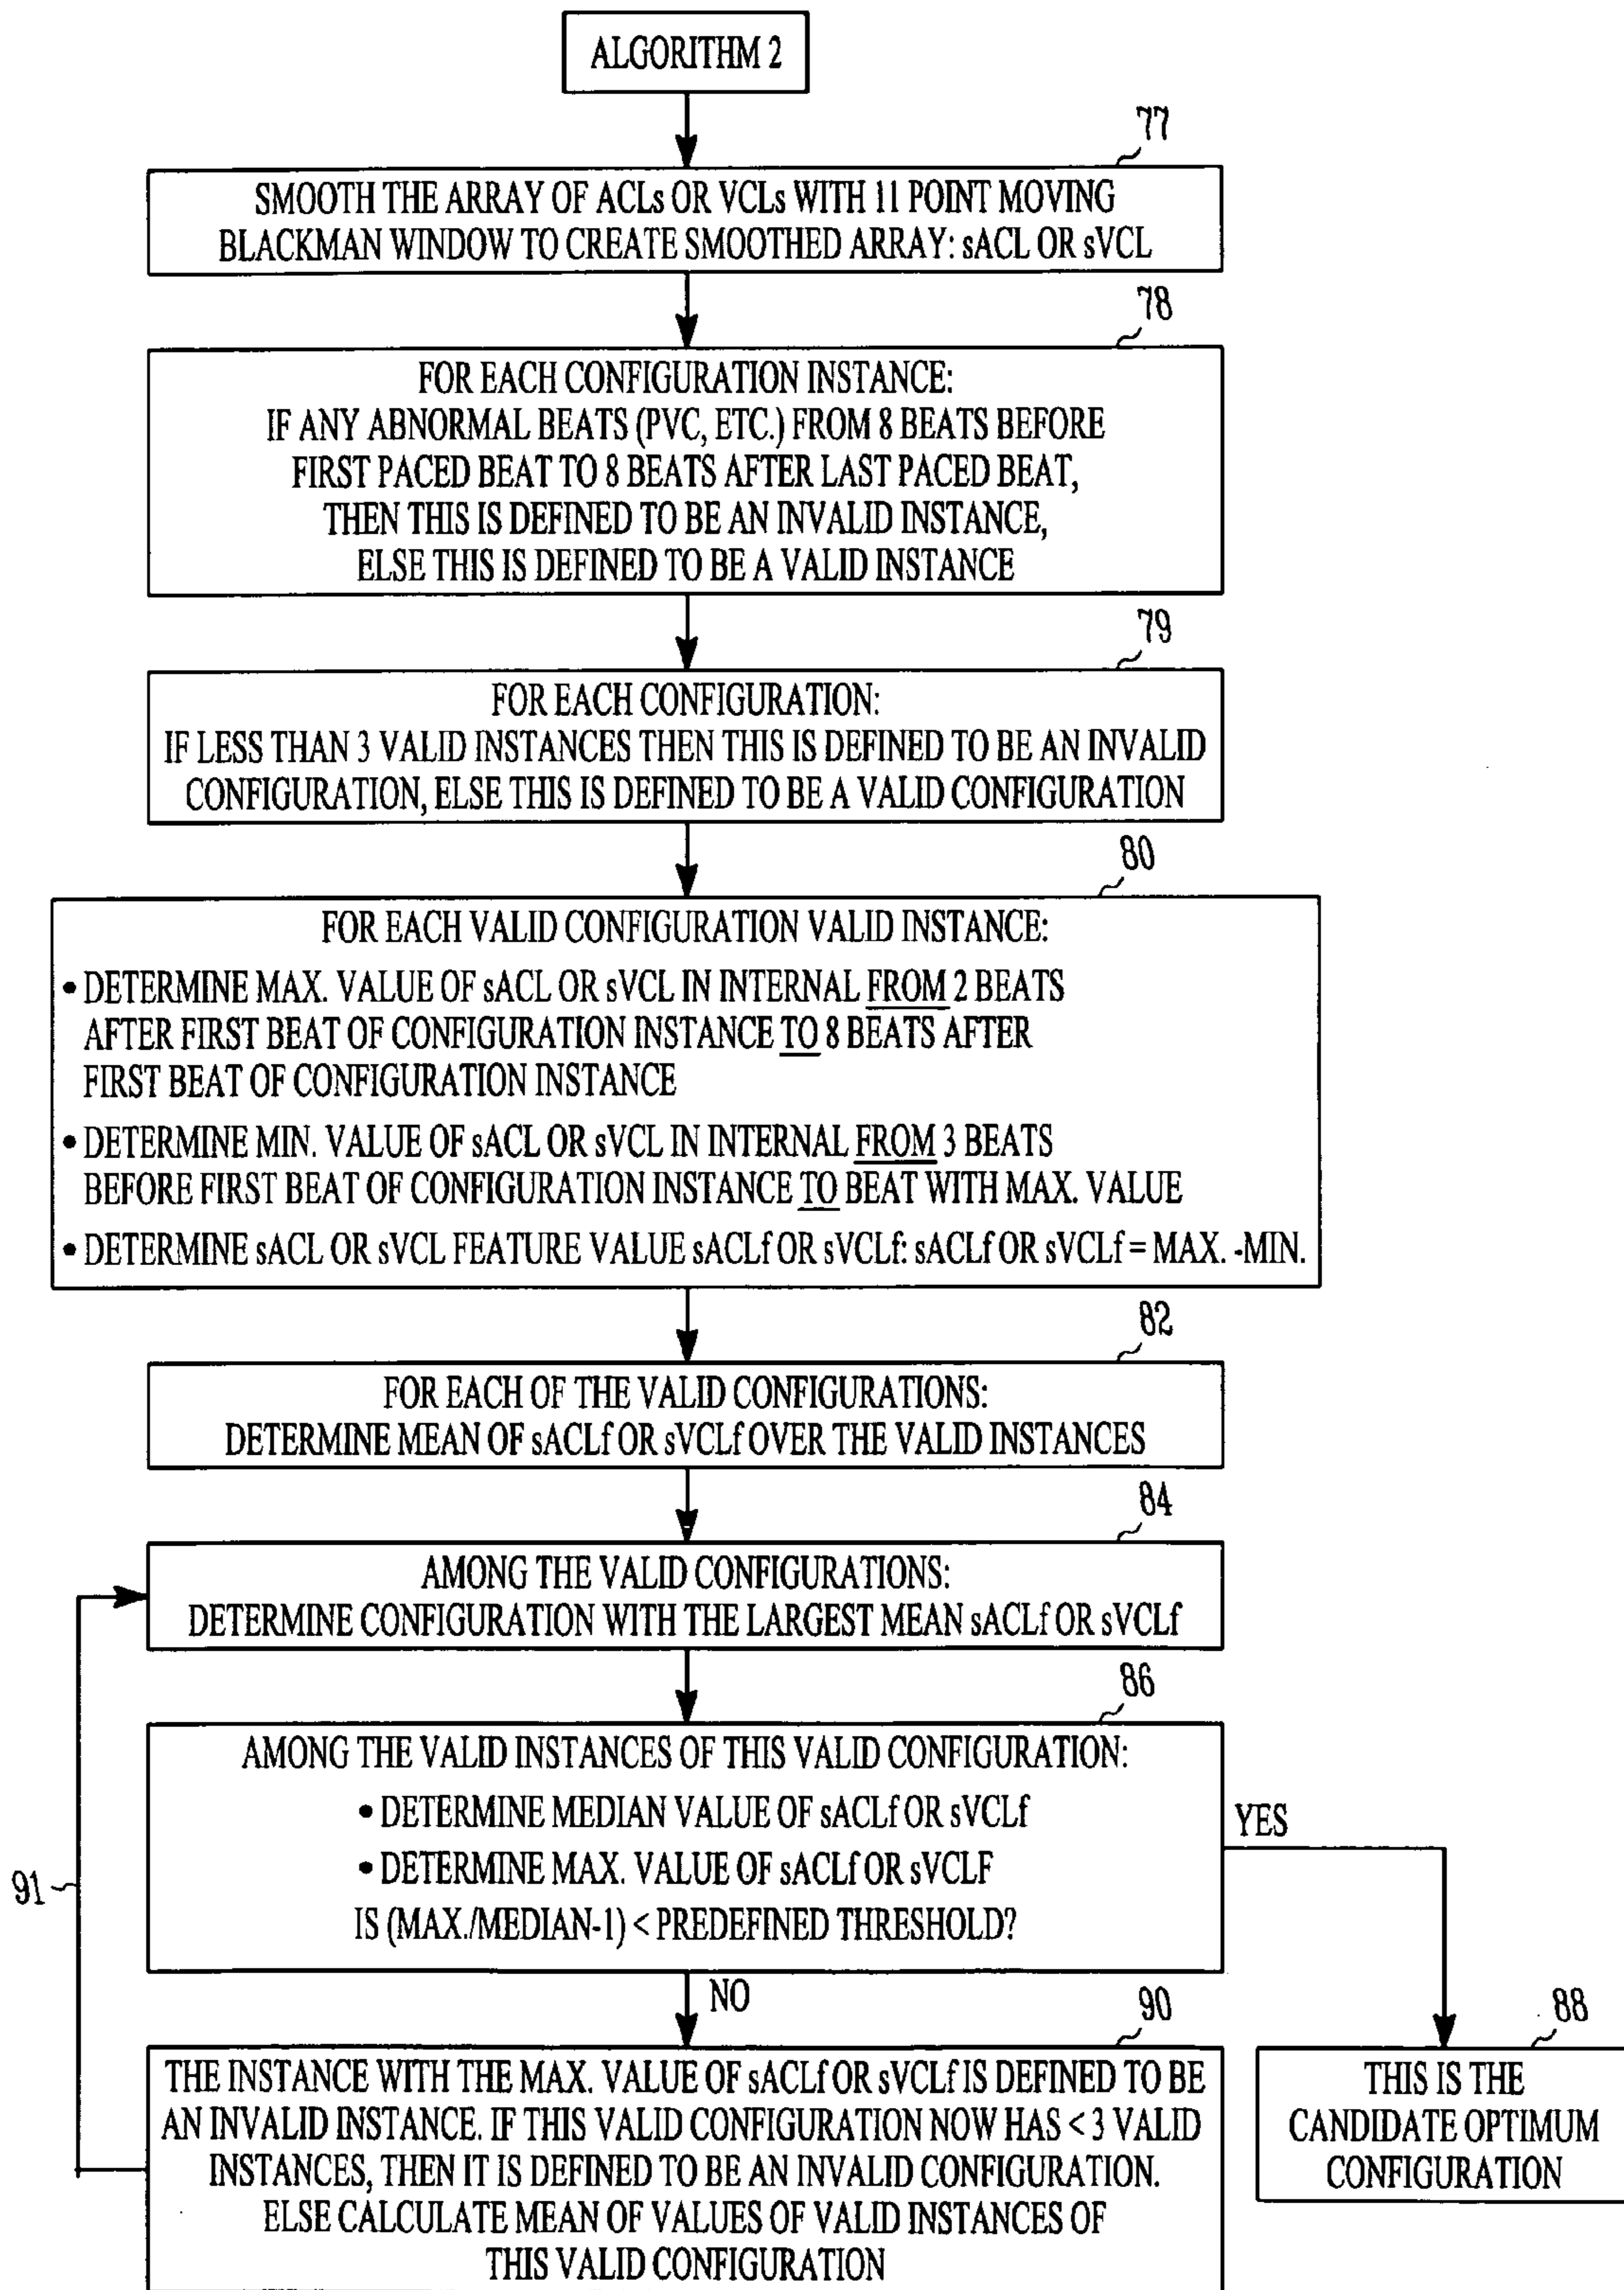 ALGORITHM 2
77
SMOOTH THE ARRAY OF ACLs OR VCLs WITH 11 POINT MOVING
BLACKMAN WINDOW TO CREATE SMOOTHED ARRAY: sACL OR sVCL
78
FOR EACH CONFIGURATION INSTANCE:
IF ANY ABNORMAL BEATS (PVC, ETC.) FROM 8 BEATS BEFORE
FIRST PACED BEAT TO 8 BEATS AFTER LAST PACED BEAT,
THEN THIS IS DEFINED TO BE AN INVALID INSTANCE,
ELSE THIS IS DEFINED TO BE A VALID INSTANCE
79
FOR EACH CONFIGURATION:
IF LESS THAN 3 VALID INSTANCES THEN THIS IS DEFINED TO BE AN INVALID
CONFIGURATION, ELSE THIS IS DEFINED TO BE A VALID CONFIGURATION
80
FOR EACH VALID CONFIGURATION VALID INSTANCE:
• DETERMINE MAX. VALUE OF sACL OR sVCL IN INTERNAL FROM 2 BEATS
AFTER FIRST BEAT OF CONFIGURATION INSTANCE TO 8 BEATS AFTER
FIRST BEAT OF CONFIGURATION INSTANCE
• DETERMINE MIN. VALUE OF sACL OR sVCL IN INTERNAL FROM 3 BEATS
BEFORE FIRST BEAT OF CONFIGURATION INSTANCE TO BEAT WITH MAX. VALUE
• DETERMINE sACL OR sVCL FEATURE VALUE sACLf OR sVCLf: sACLf OR sVCLf = MAX. -MIN.
82
FOR EACH OF THE VALID CONFIGURATIONS:
DETERMINE MEAN OF sACLf OR sVCLf OVER THE VALID INSTANCES
84
AMONG THE VALID CONFIGURATIONS:
DETERMINE CONFIGURATION WITH THE LARGEST MEAN sACLf OR sVCLf
86
AMONG THE VALID INSTANCES OF THIS VALID CONFIGURATION:
• DETERMINE MEDIAN VALUE OF sACLf OR sVCLf
• DETERMINE MAX. VALUE OF sACLf OR sVCLF
IS (MAX./MEDIAN-1) < PREDEFINED THRESHOLD?
YES
91
NO
90
THE INSTANCE WITH THE MAX. VALUE OF sACLf OR sVCLf IS DEFINED TO BE
AN INVALID INSTANCE. IF THIS VALID CONFIGURATION NOW HAS < 3 VALID
INSTANCES, THEN IT IS DEFINED TO BE AN INVALID CONFIGURATION.
ELSE CALCULATE MEAN OF VALUES OF VALID INSTANCES OF
THIS VALID CONFIGURATION
88
THIS IS THE
CANDIDATE OPTIMUM
CONFIGURATION